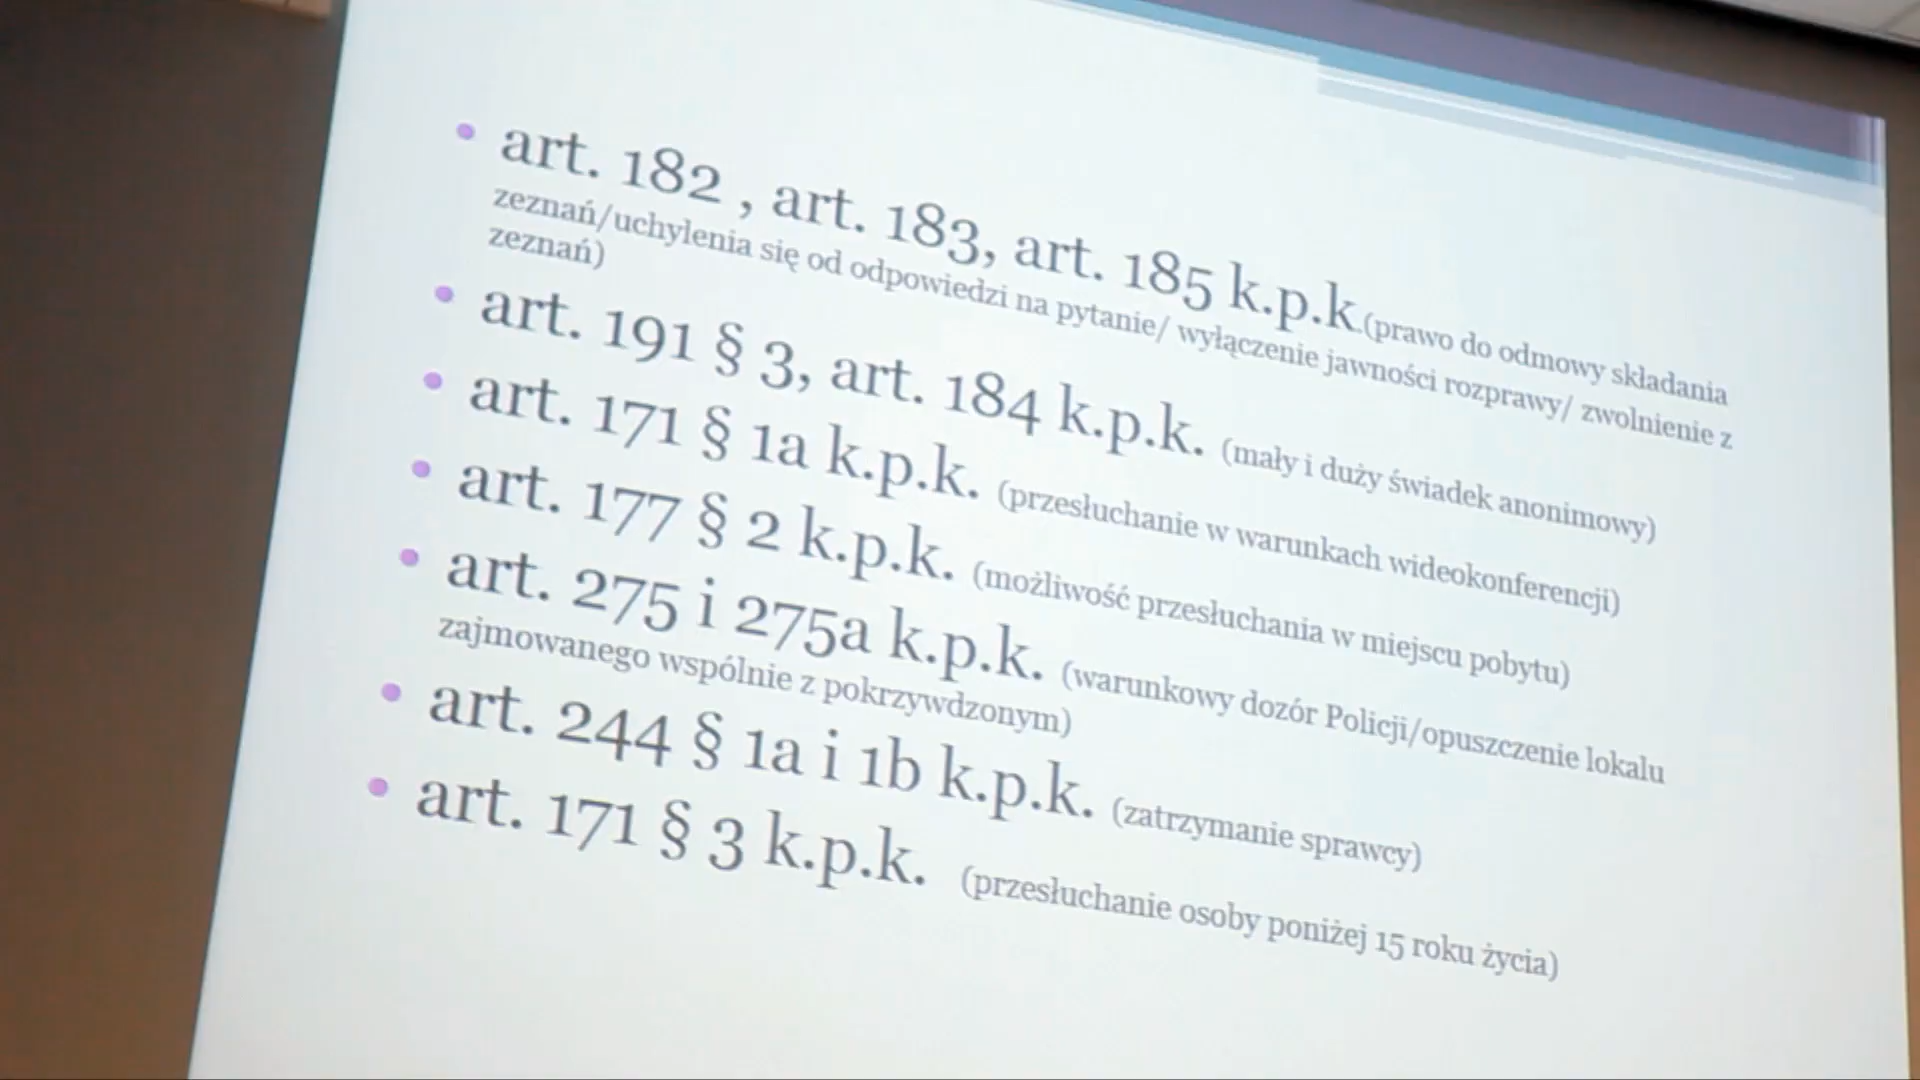 art. 182 , art. 183, art. 185 k.p.k.(prawo do odmowy składania
zeznań/uchylenia się od odpowiedzi na pytanie/ wyłączenie jawności rozprawy/ zwolnienie z
zeznań)
art. 191 § 3, art. 184 k.p.k. (mały i duży świadek anonimowy)
art. 171 § 1a k.p.k. (przesłuchanie w warunkach wideokonferencji)
art. 177 § 2 k.p.k. (możliwość przesłuchania w miejscu pobytu)
art. 275 i 275a k.p.k. (warunkowy dozór Policji/opuszczenie lokalu
zajmowanego wspólnie z pokrzywdzonym)
art. 244 § 1a i 1b k.p.k. (zatrzymanie sprawcy)
art. 171 § 3 k.p.k. (przesłuchanie osoby poniżej 15 roku życia)